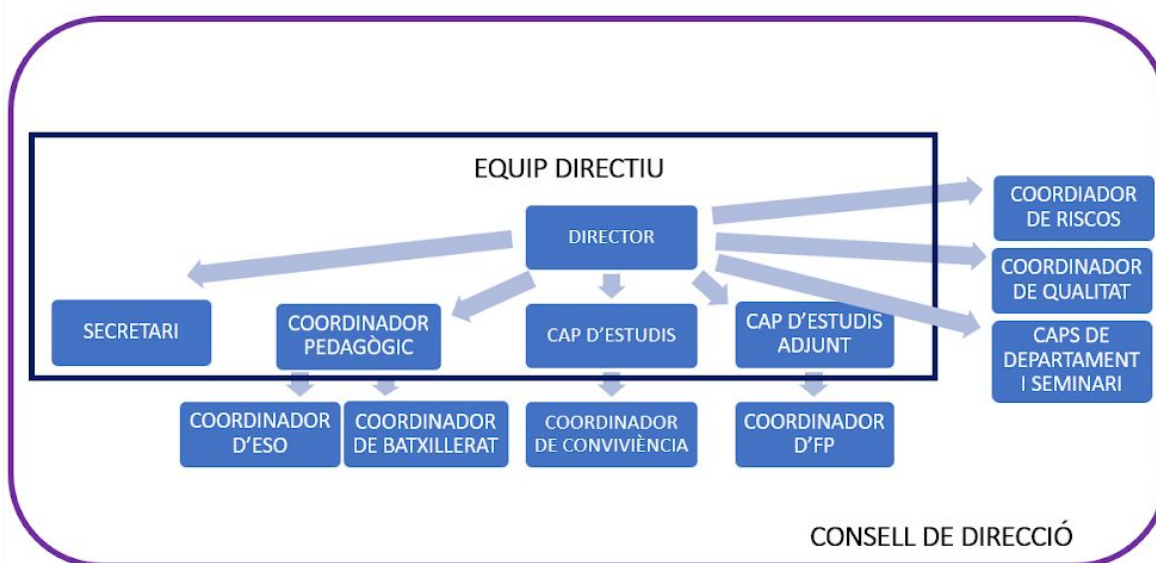 EQUIP DIRECTIU
DIRECTOR
SECRETARI
COORDINADOR
PEDAGÒGIC
CAP D'ESTUDIS
CAP D'ESTUDIS
ADJUNT
COORDIADOR
DE RISCOS
COORDINADOR
DE QUALITAT
CAPS DE
DEPARTAMENT
I SEMINARI
COORDINADOR
D'ESO
COORDINADOR
DE BATXILLERAT
COORDINADOR
DE CONVIVIÈNCIA
COORDINADOR
D'FP
CONSELL DE DIRECCIÓ